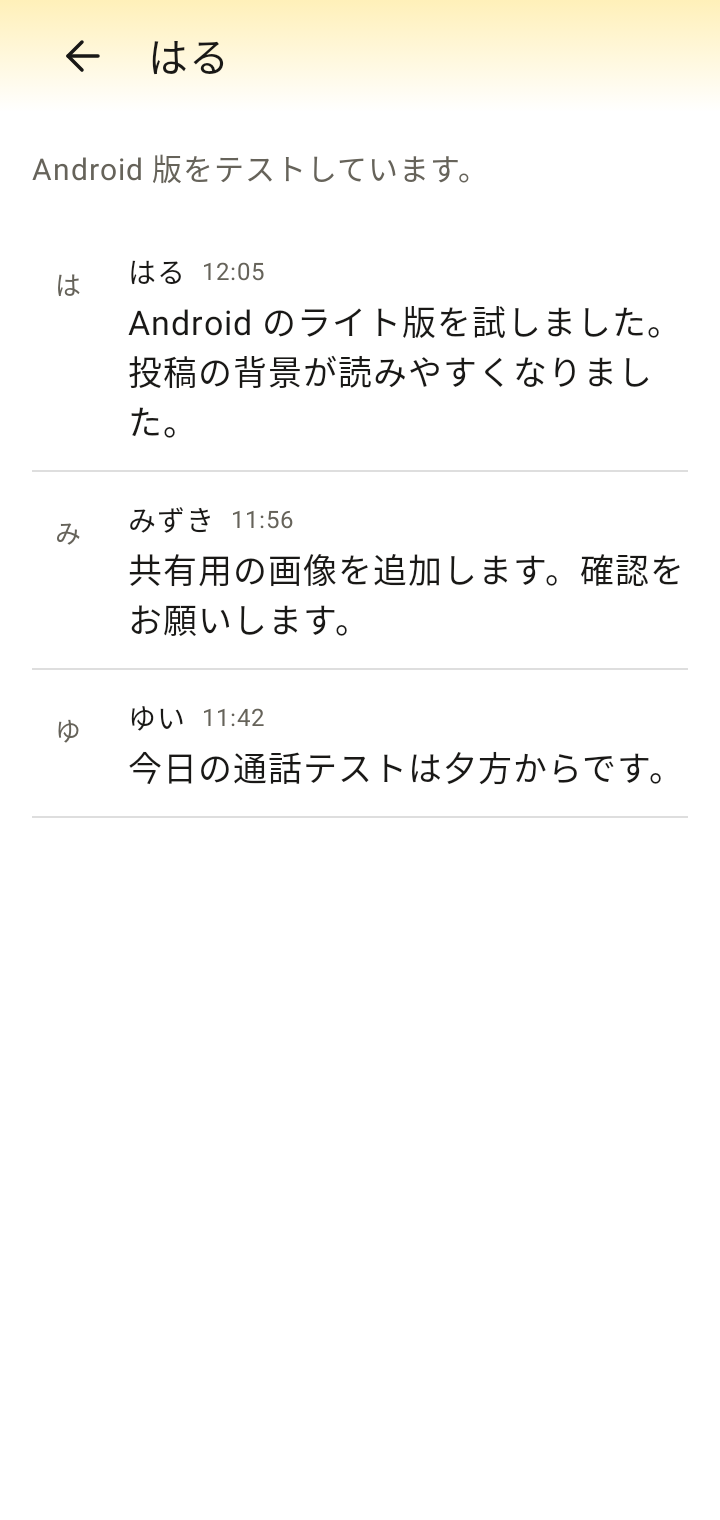 はる
Android 版をテストしています。
は
はる 12:05
Android のライト版を試しました。
投稿の背景が読みやすくなりまし
た。
み
みずき 11:56
共有用の画像を追加します。確認を
お願いします。
ゆ
ゆい 11:42
今日の通話テストは夕方からです。